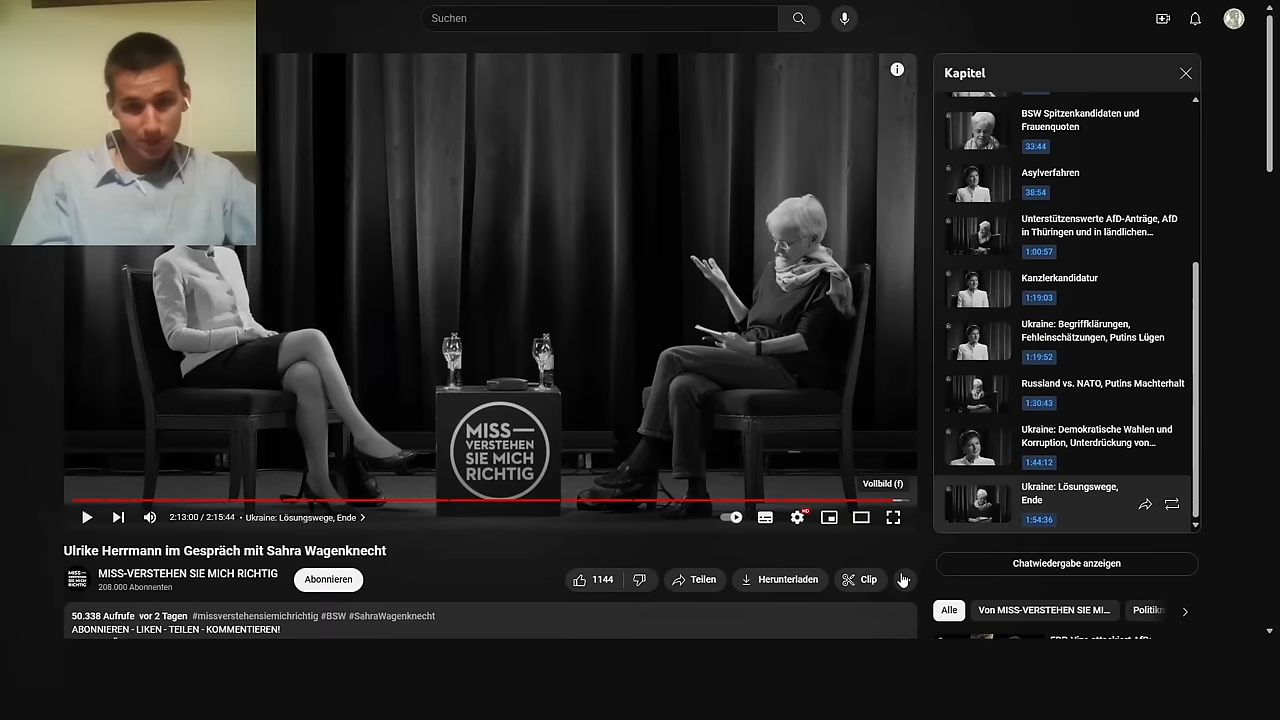 Suchen
Kapitel
BSW Spitzenkandidaten und
Frauenquoten
33:44
Asylverfahren
38:54
Unterstützenswerte AfD-Anträge, AfD
in Thüringen und in ländlichen…
1:00:57
Kanzlerkandidatur
1:19:03
Ukraine: Begriffklärungen,
Fehleinschätzungen, Putins Lügen
1:19:52
Russland vs. NATO, Putins Machterhalt
1:30:43
Ukraine: Demokratische Wahlen und
Korruption, Unterdrückung von…
1:44:12
Ukraine: Lösungswege,
Ende
1:54:36
MISS—
VERSTEHEN
SIE MICH
RICHTIG
Vollbild (f)
2:13:00 / 2:15:44 • Ukraine: Lösungswege, Ende
HD
Ulrike Herrmann im Gespräch mit Sahra Wagenknecht
MISS-VERSTEHEN SIE MICH RICHTIG
208.000 Abonnenten
Abonnieren
1144
Teilen
Herunterladen
Clip
Chatwiedergabe anzeigen
50.338 Aufrufe vor 2 Tagen #missverstehensiemichrichtig #BSW #SahraWagenknecht
ABONNIEREN - LIKEN - TEILEN - KOMMENTIEREN!
Alle
Von MISS-VERSTEHEN SIE MI…
Politikn